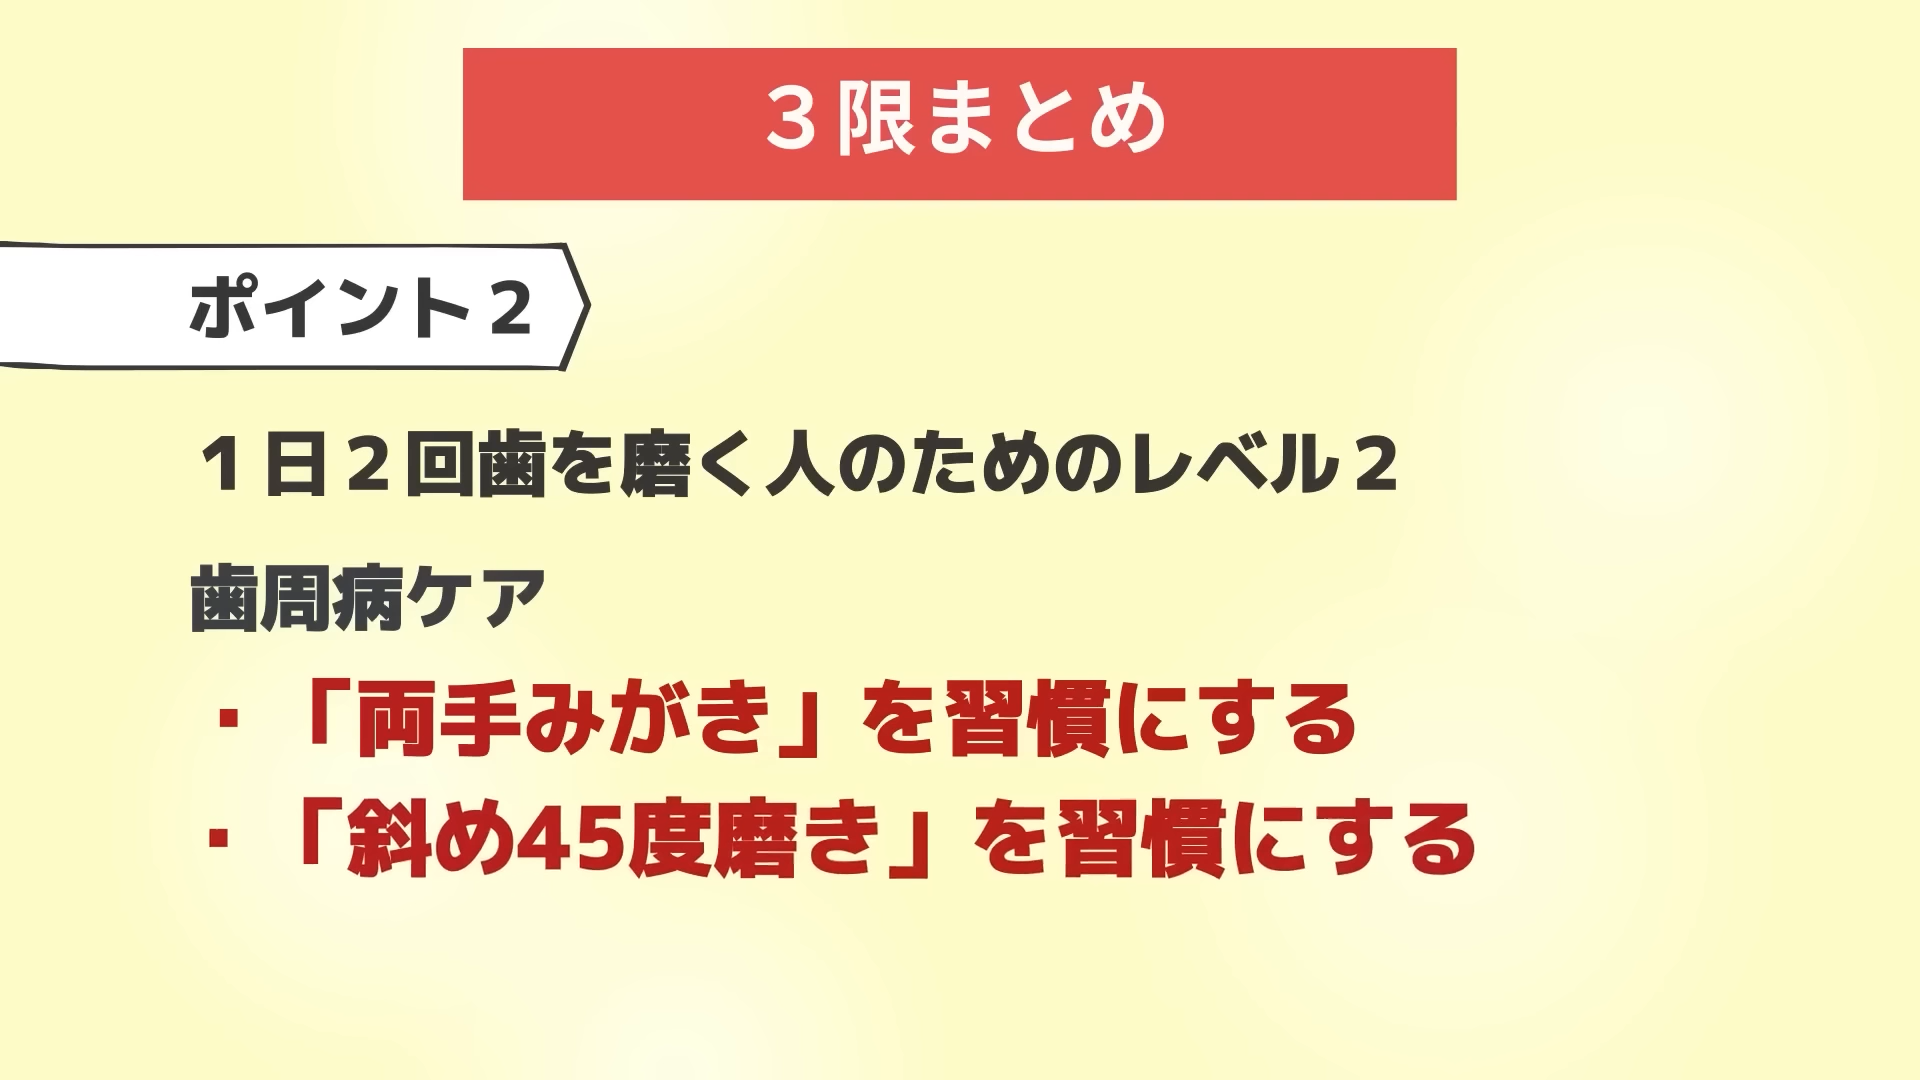 ３限まとめ
ポイント２
１日２回歯を磨く人のためのレベル２
歯周病ケア
・「両手みがき」を習慣にする
・「斜め45度磨き」を習慣にする